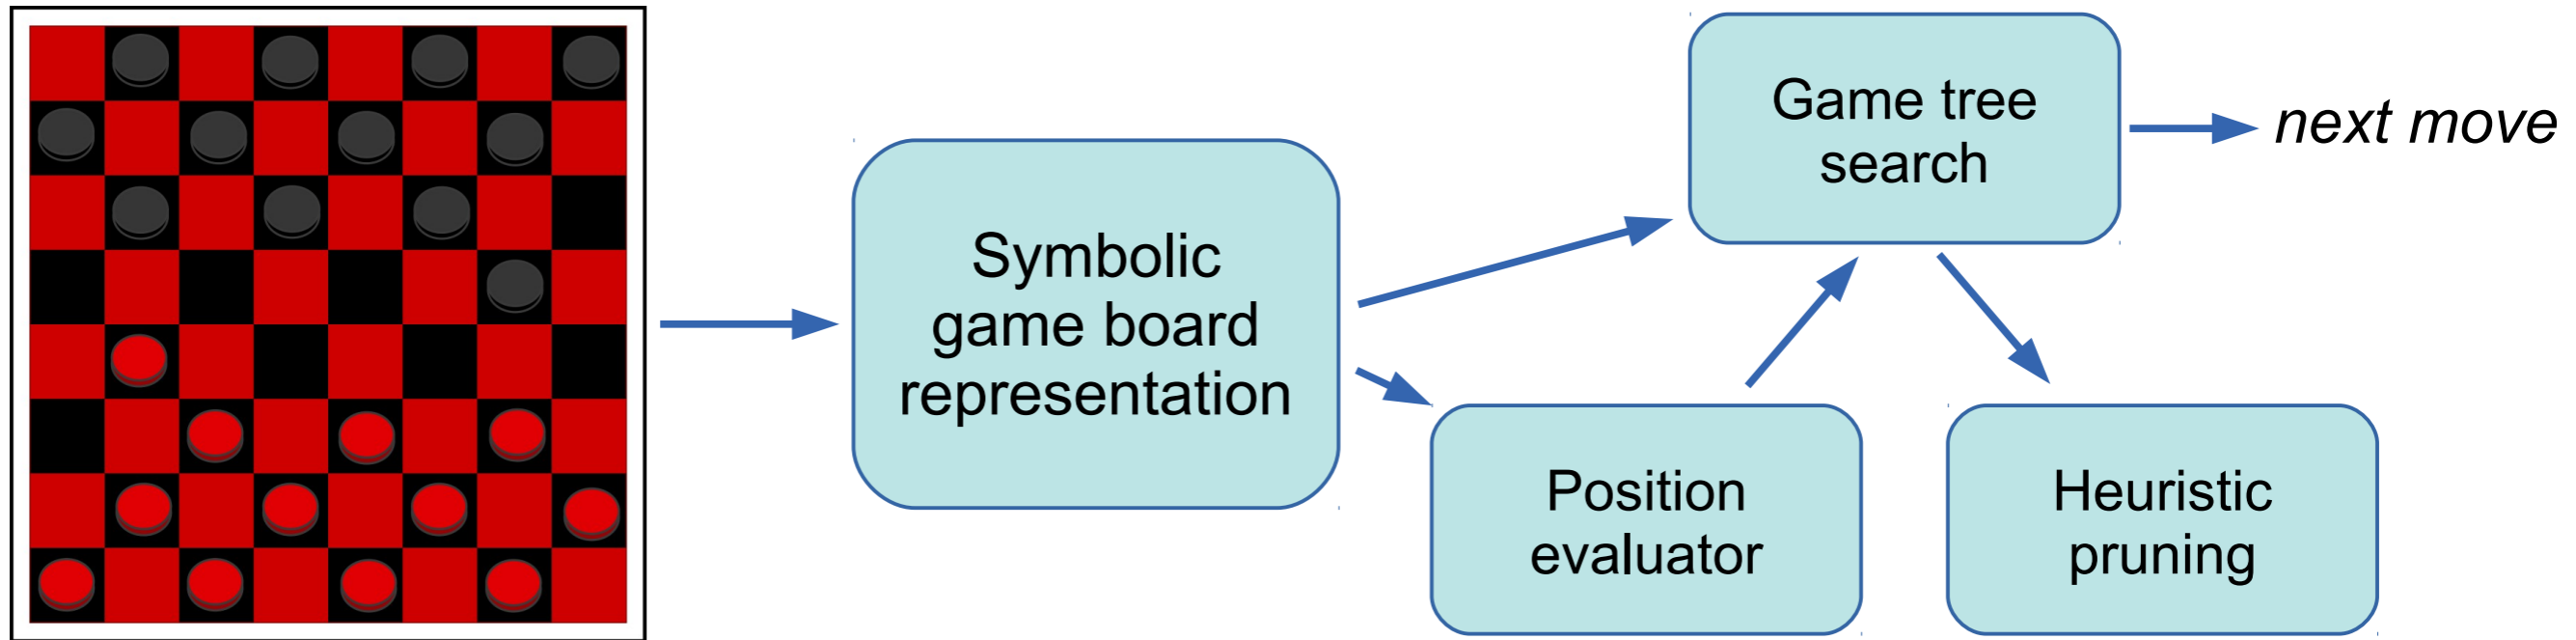 Symbolic
game board
representation
Game tree
search
next move
Position
evaluator
Heuristic
pruning